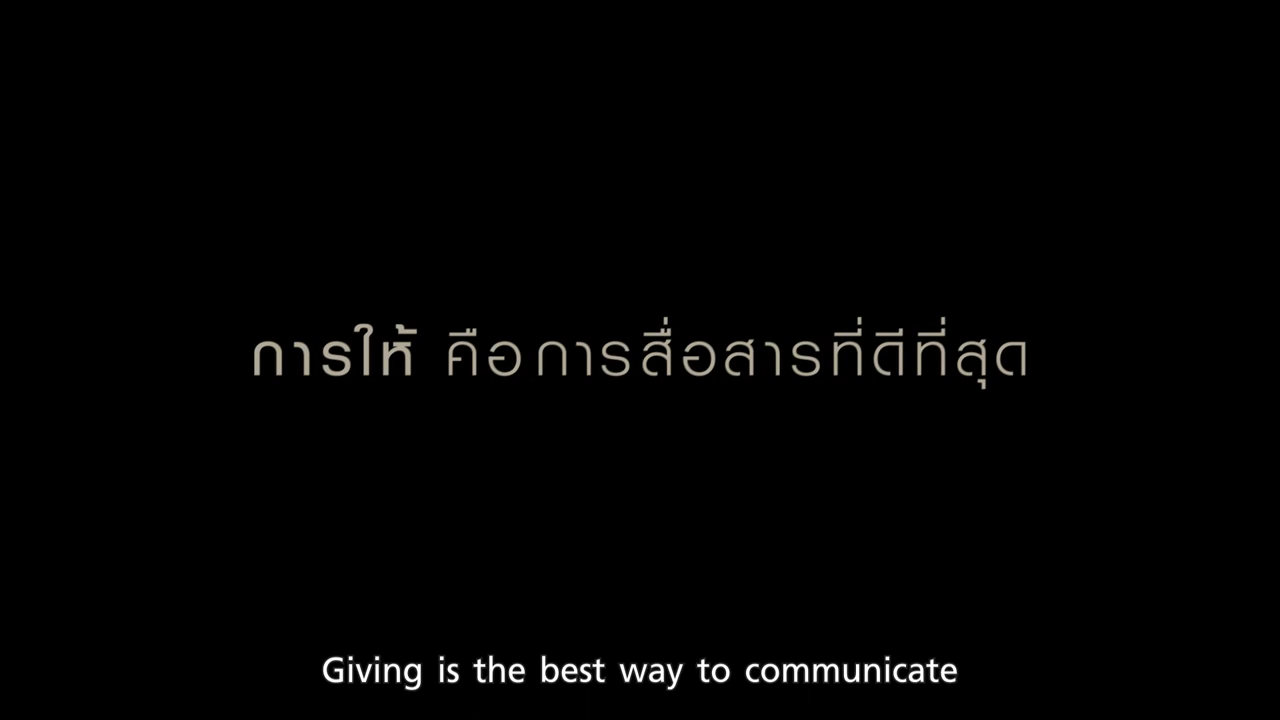 การให้ คือการสื่อสารที่ดีที่สุด
Giving is the best way to communicate